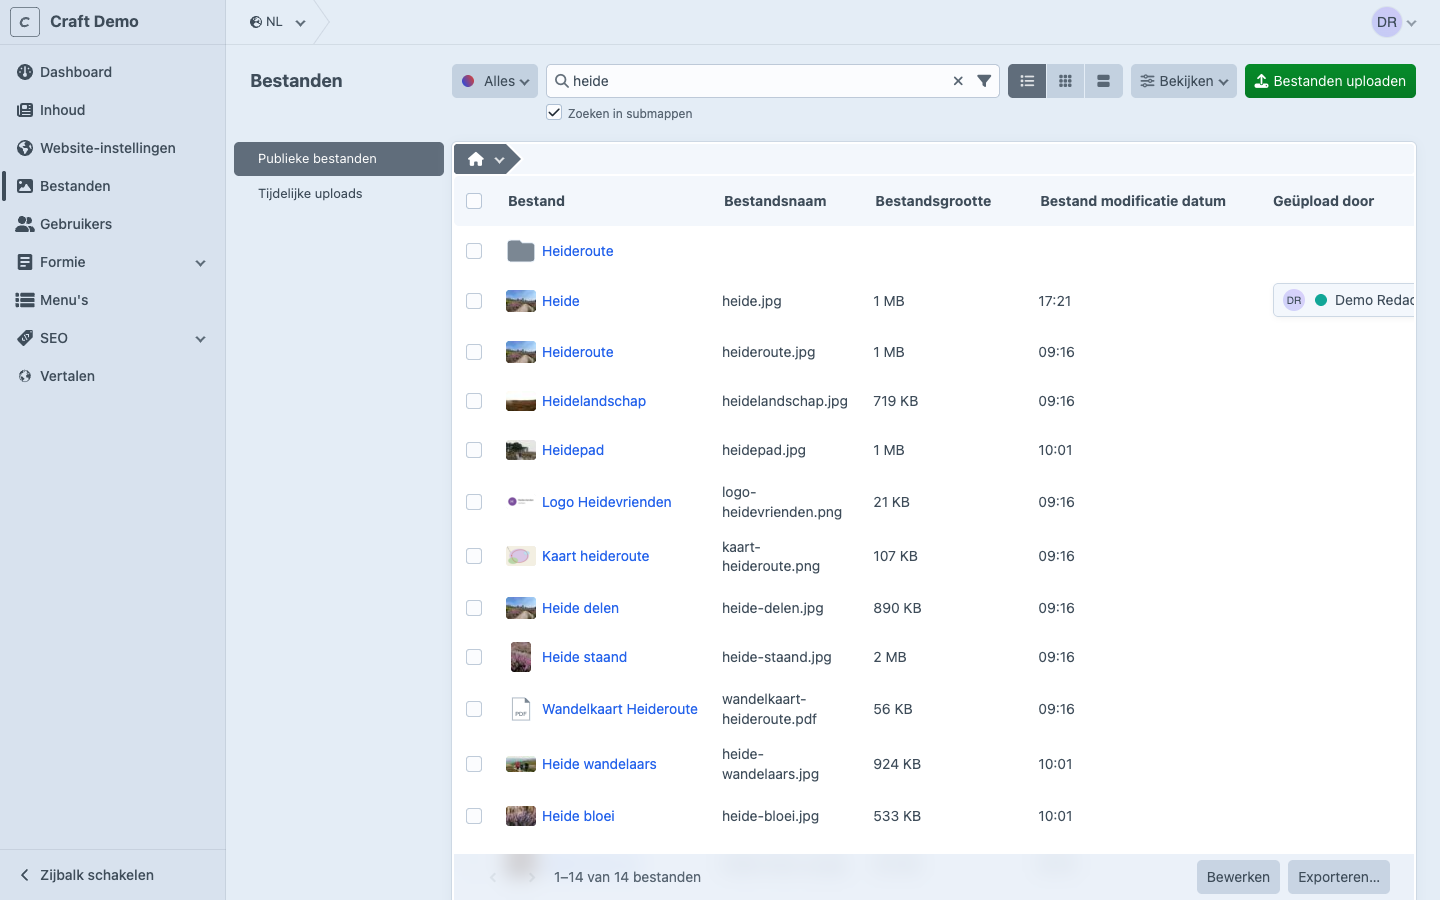 C Craft Demo
NL
DR
Dashboard
Inhoud
Website-instellingen
Bestanden
Gebruikers
Formie
Menu's
SEO
Vertalen
Zijbalk schakelen
Bestanden
Alles
heide
Bekijken
Bestanden uploaden
Zoeken in submappen
Publieke bestanden
Tijdelijke uploads
Bestand Bestandsnaam Bestandsgrootte Bestand modificatie datum Geüpload door
Heideroute
Heide heide.jpg 1 MB 17:21 DR Demo Redac
Heideroute heideroute.jpg 1 MB 09:16
Heidelandschap heidelandschap.jpg 719 KB 09:16
Heidepad heidepad.jpg 1 MB 10:01
Logo Heidevrienden logo-
heidevrienden.png 21 KB 09:16
Kaart heideroute kaart-
heideroute.png 107 KB 09:16
Heide delen heide-delen.jpg 890 KB 09:16
Heide staand heide-staand.jpg 2 MB 09:16
PDF Wandelkaart Heideroute wandelkaart-
heideroute.pdf 56 KB 09:16
Heide wandelaars heide-
wandelaars.jpg 924 KB 10:01
Heide bloei heide-bloei.jpg 533 KB 10:01
1–14 van 14 bestanden
Bewerken
Exporteren...